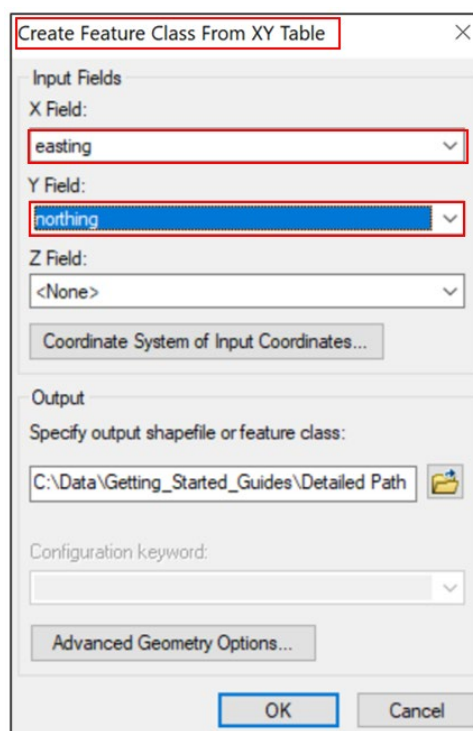 Create Feature Class From XY Table
Input Fields
X Field:
easting
Y Field:
northing
Z Field:
<None>
Coordinate System of Input Coordinates...
Output
Specify output shapefile or feature class:
C:\Data\Getting_Started_Guides\Detailed Path
Configuration keyword:
Advanced Geometry Options...
OK Cancel